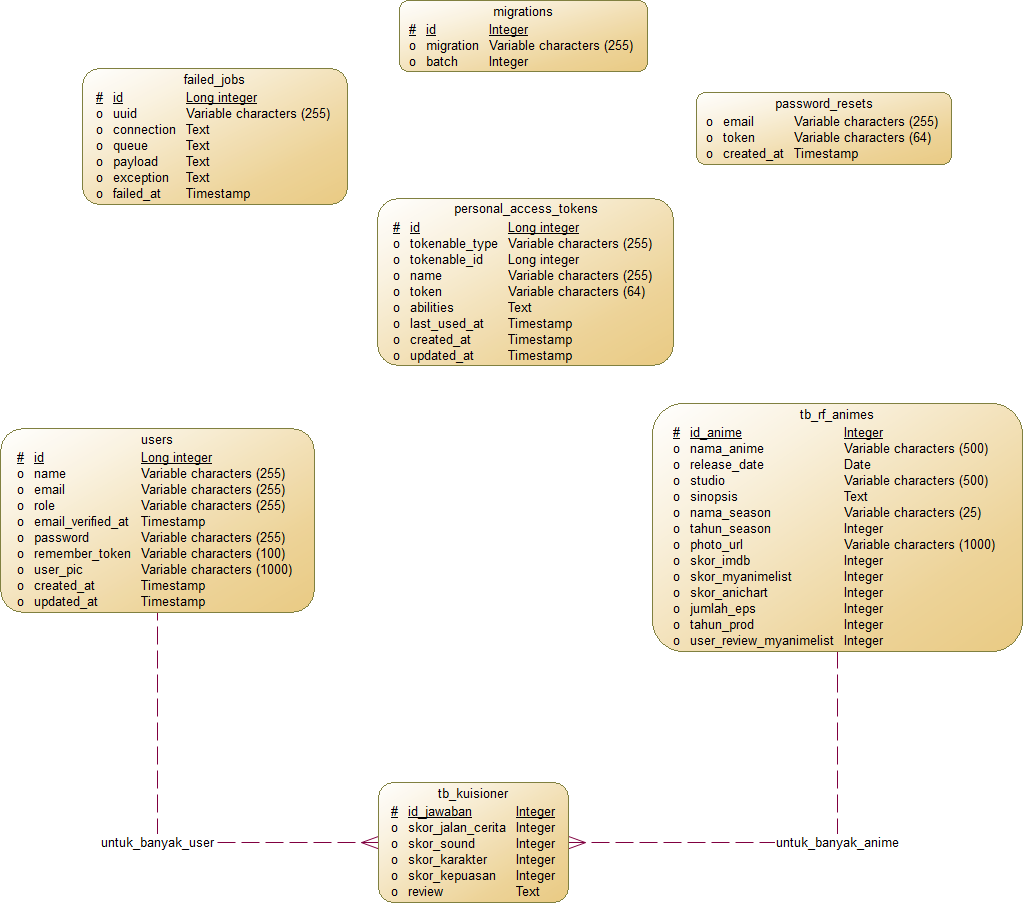 migrations
# id Integer
o migration Variable characters (255)
o batch Integer
failed_jobs
# id Long integer
o uuid Variable characters (255)
o connection Text
o queue Text
o payload Text
o exception Text
o failed_at Timestamp
password_resets
o email Variable characters (255)
o token Variable characters (64)
o created_at Timestamp
personal_access_tokens
# id Long integer
o tokenable_type Variable characters (255)
o tokenable_id Long integer
o name Variable characters (255)
o token Variable characters (64)
o abilities Text
o last_used_at Timestamp
o created_at Timestamp
o updated_at Timestamp
users
# id Long integer
o name Variable characters (255)
o email Variable characters (255)
o role Variable characters (255)
o email_verified_at Timestamp
o password Variable characters (255)
o remember_token Variable characters (100)
o user_pic Variable characters (1000)
o created_at Timestamp
o updated_at Timestamp
tb_rf_animes
# id_anime Integer
o nama_anime Variable characters (500)
o release_date Date
o studio Variable characters (500)
o sinopsis Text
o nama_season Variable characters (25)
o tahun_season Integer
o photo_url Variable characters (1000)
o skor_imdb Integer
o skor_myanimelist Integer
o skor_anichart Integer
o jumlah_eps Integer
o tahun_prod Integer
o user_review_myanimelist Integer
tb_kuisioner
# id_jawaban Integer
o skor_jalan_cerita Integer
o skor_sound Integer
o skor_karakter Integer
o skor_kepuasan Integer
o review Text
untuk_banyak_user
untuk_banyak_anime